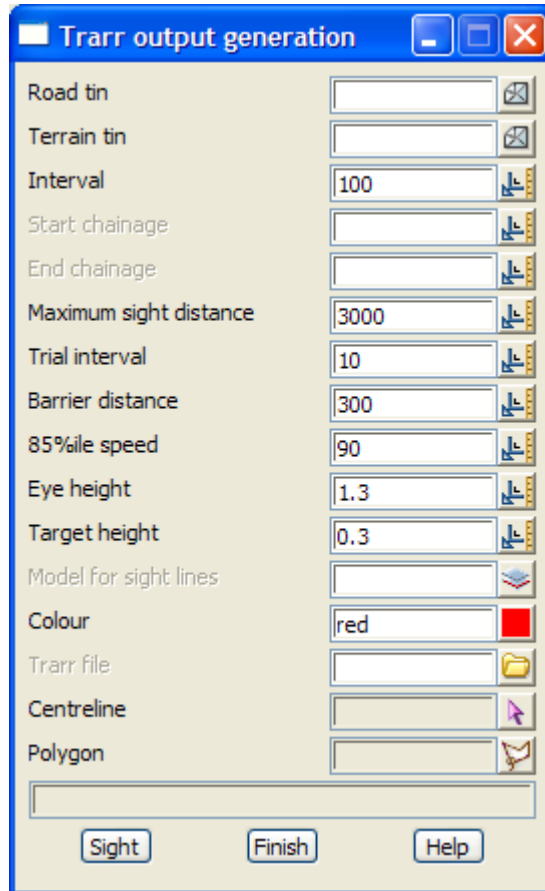 Trarr output generation
Road tin
Terrain tin
Interval 100
Start chainage
End chainage
Maximum sight distance 3000
Trial interval 10
Barrier distance 300
85%ile speed 90
Eye height 1.3
Target height 0.3
Model for sight lines
Colour red
Trarr file
Centreline
Polygon
Sight Finish Help